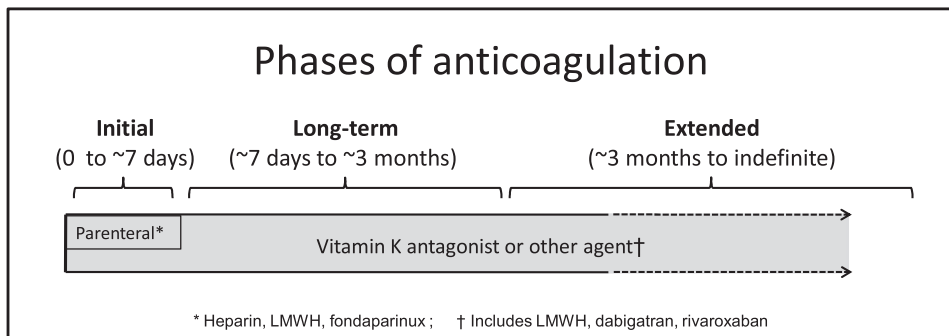 Phases of anticoagulation
Initial
(0 to ~7 days)
Long-term
(~7 days to ~3 months)
Extended
(~3 months to indefinite)
Parenteral*
Vitamin K antagonist or other agent†
* Heparin, LMWH, fondaparinux ; † Includes LMWH, dabigatran, rivaroxaban